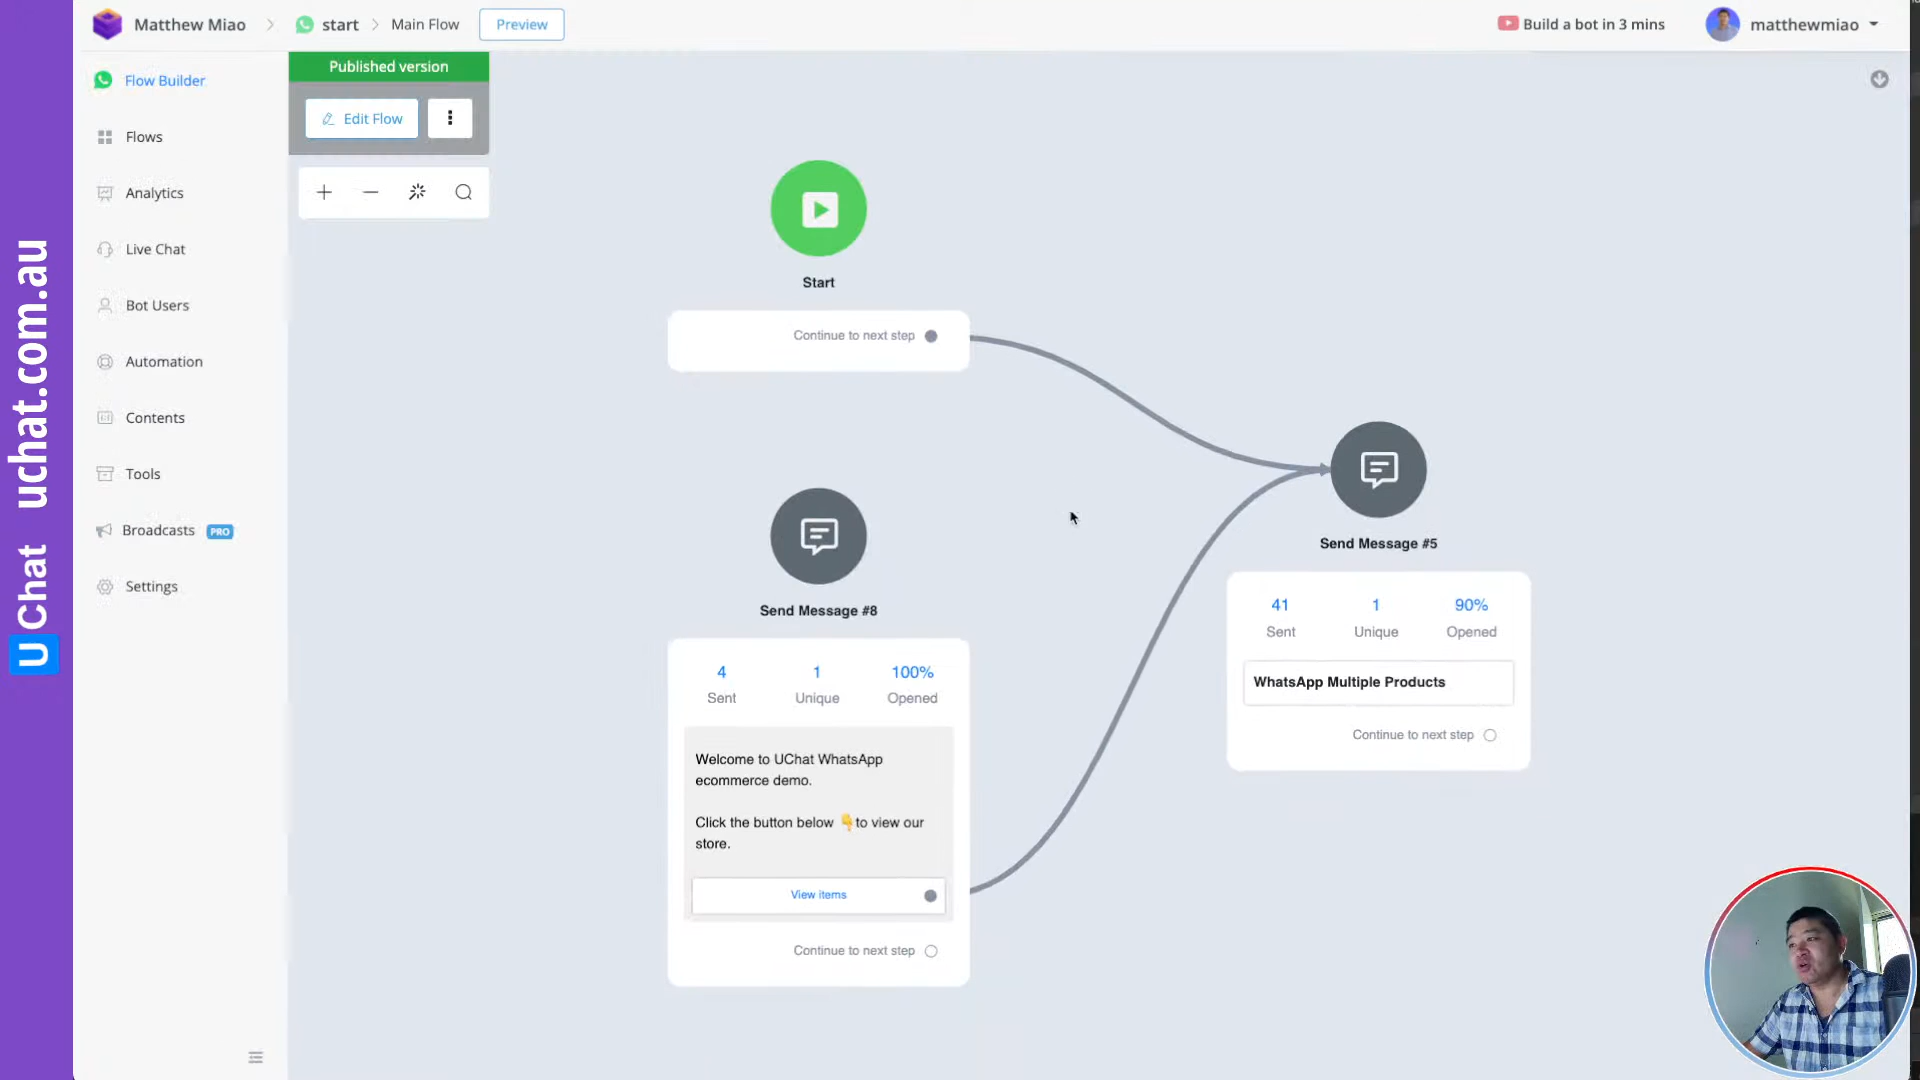 UChat uchat.com.au
Matthew Miao
start
Main Flow
Preview
Build a bot in 3 mins
matthewmiao
Flow Builder
Flows
Analytics
Live Chat
Bot Users
Automation
Contents
Tools
Broadcasts PRO
Settings
Published version
Edit Flow
Start
Continue to next step
Send Message #8
4 1 100%
Sent Unique Opened
Welcome to UChat WhatsApp
ecommerce demo.
Click the button below 👇to view our
store.
View items
Continue to next step
Send Message #5
41 1 90%
Sent Unique Opened
WhatsApp Multiple Products
Continue to next step